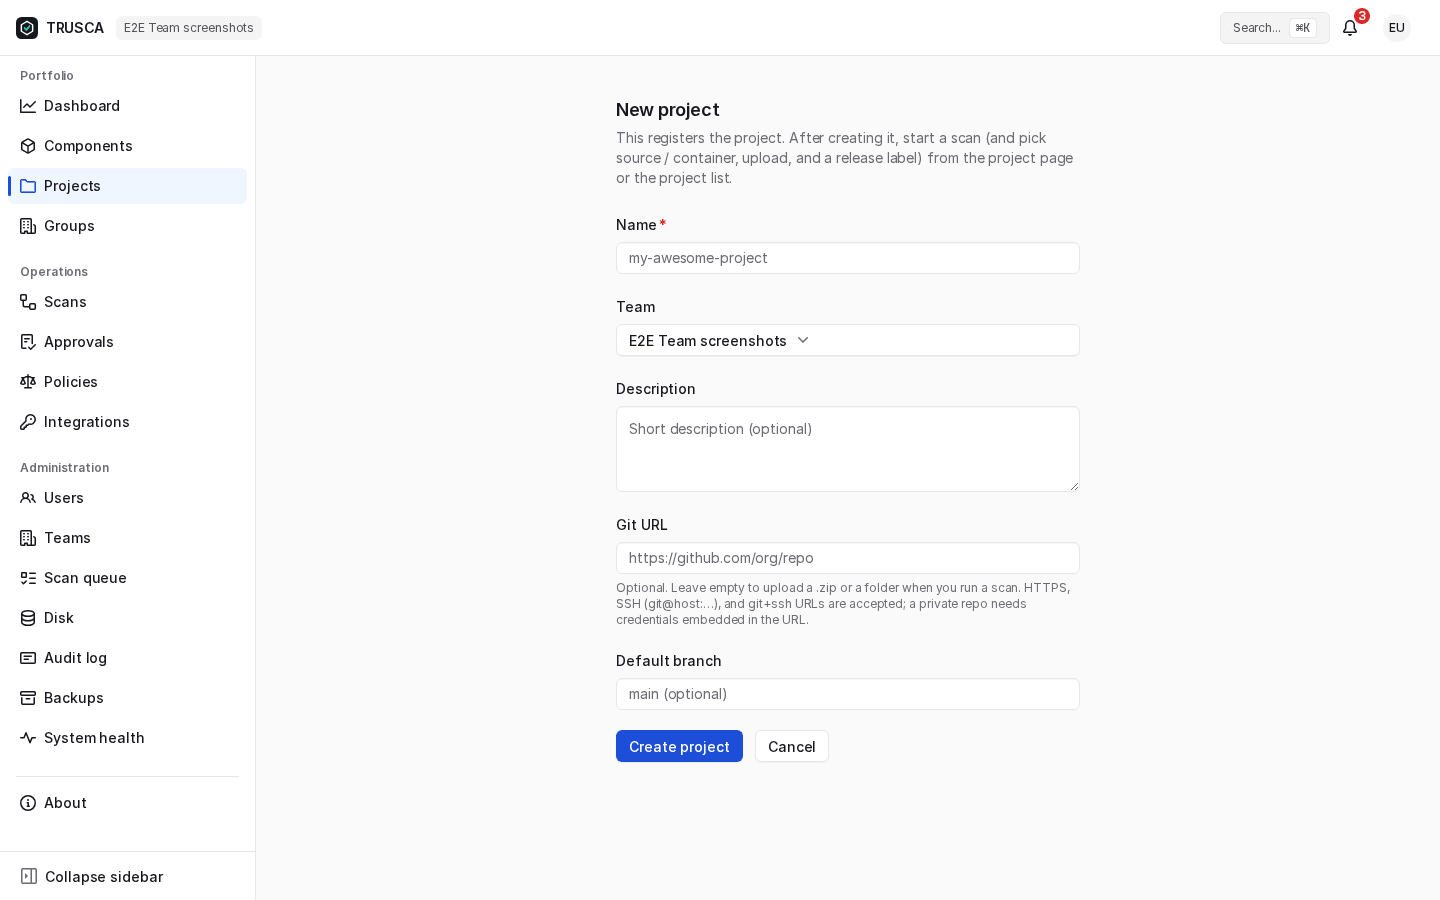 TRUSCA
E2E Team screenshots
Search...
⌘K
3
EU
Portfolio
Dashboard
Components
Projects
Groups
Operations
Scans
Approvals
Policies
Integrations
Administration
Users
Teams
Scan queue
Disk
Audit log
Backups
System health
About
Collapse sidebar
New project
This registers the project. After creating it, start a scan (and pick
source / container, upload, and a release label) from the project page
or the project list.
Name *
my-awesome-project
Team
E2E Team screenshots
Description
Short description (optional)
Git URL
https://github.com/org/repo
Optional. Leave empty to upload a .zip or a folder when you run a scan. HTTPS,
SSH (git@host:...), and git+ssh URLs are accepted; a private repo needs
credentials embedded in the URL.
Default branch
main (optional)
Create project
Cancel